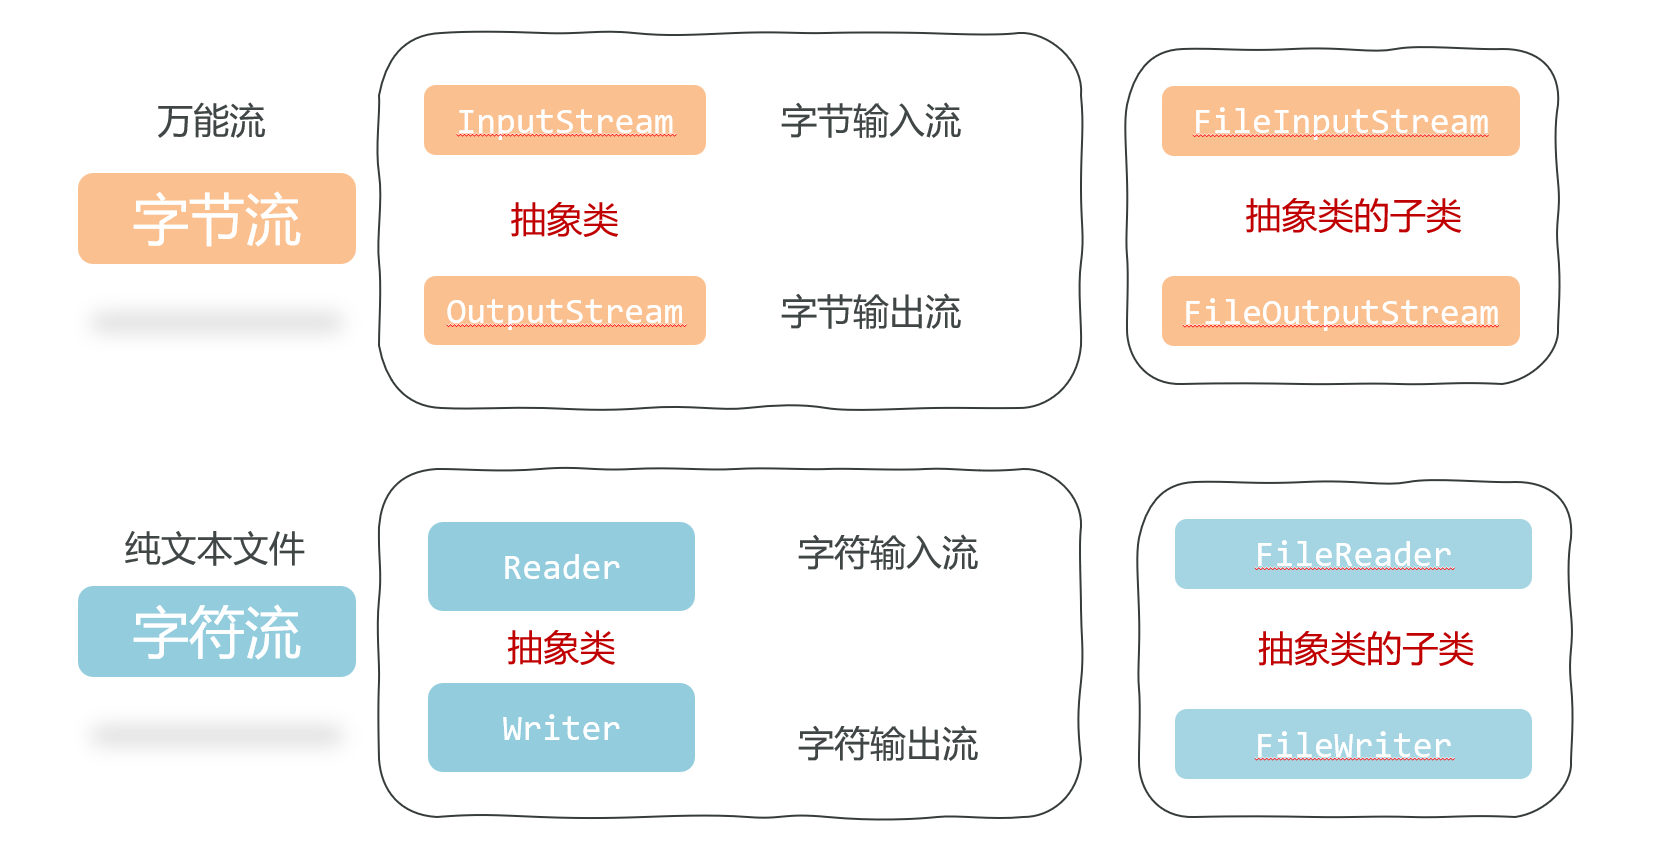 万能流
字节流
InputStream
字节输入流
抽象类
OutputStream
字节输出流
FileInputStream
抽象类的子类
FileOutputStream
纯文本文件
字符流
Reader
字符输入流
抽象类
Writer
字符输出流
FileReader
抽象类的子类
FileWriter